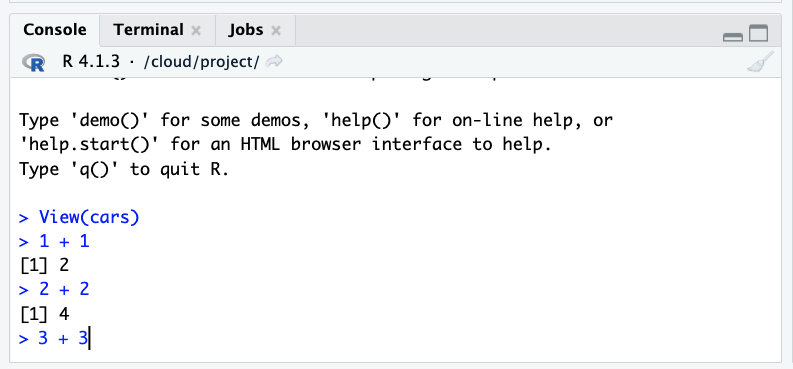 Console Terminal × Jobs ×
R R 4.1.3 · /cloud/project/
Type 'demo()' for some demos, 'help()' for on-line help, or
'help.start()' for an HTML browser interface to help.
Type 'q()' to quit R.
> View(cars)
> 1 + 1
[1] 2
> 2 + 2
[1] 4
> 3 + 3